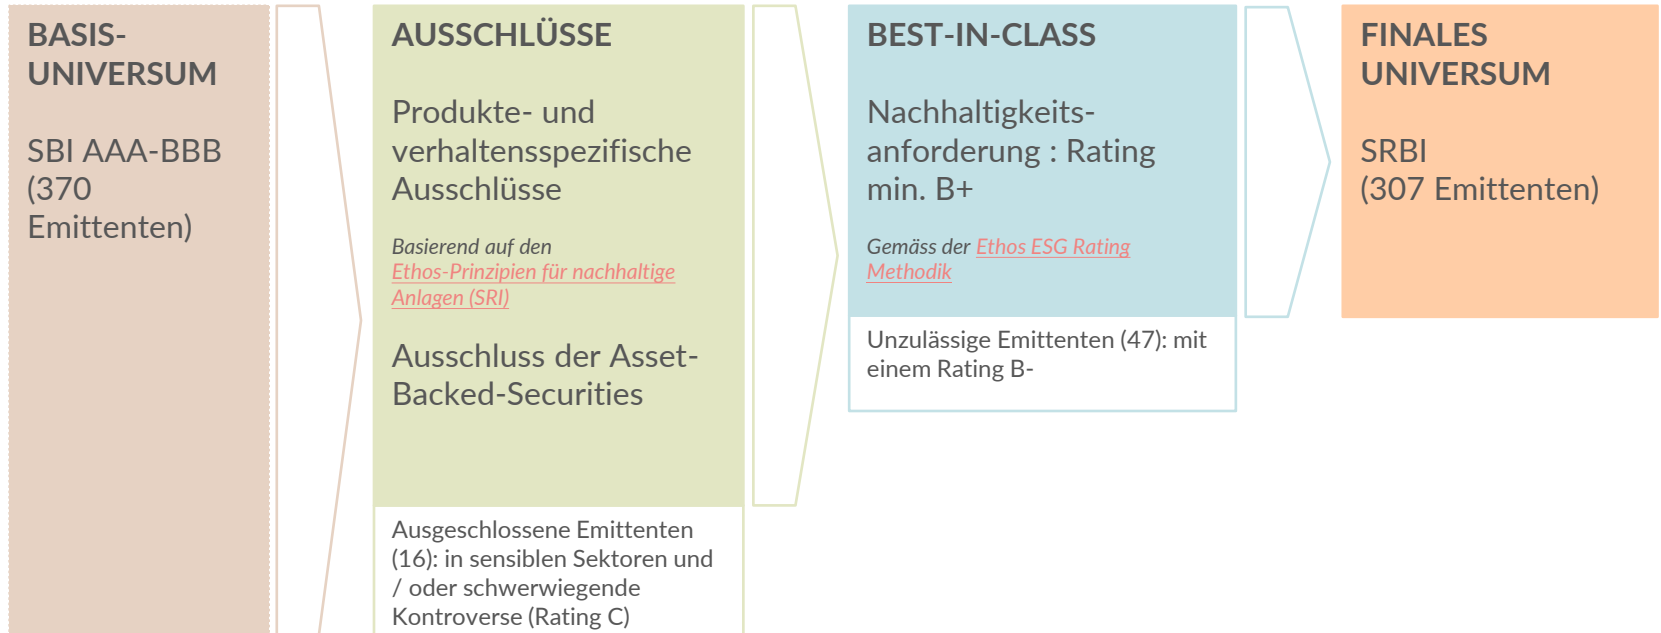 BASIS-
UNIVERSUM
SBI AAA-BBB
(370
Emittenten)
AUSSCHLÜSSE
Produkte- und
verhaltensspezifische
Ausschlüsse
Basierend auf den
Ethos-Prinzipien für nachhaltige
Anlagen (SRI)
Ausschluss der Asset-
Backed-Securities
Ausgeschlossene Emittenten
(16): in sensiblen Sektoren und
/ oder schwerwiegende
Kontroverse (Rating C)
BEST-IN-CLASS
Nachhaltigkeits-
anforderung : Rating
min. B+
Gemäss der Ethos ESG Rating
Methodik
Unzulässige Emittenten (47): mit
einem Rating B-
FINALES
UNIVERSUM
SRBI
(307 Emittenten)